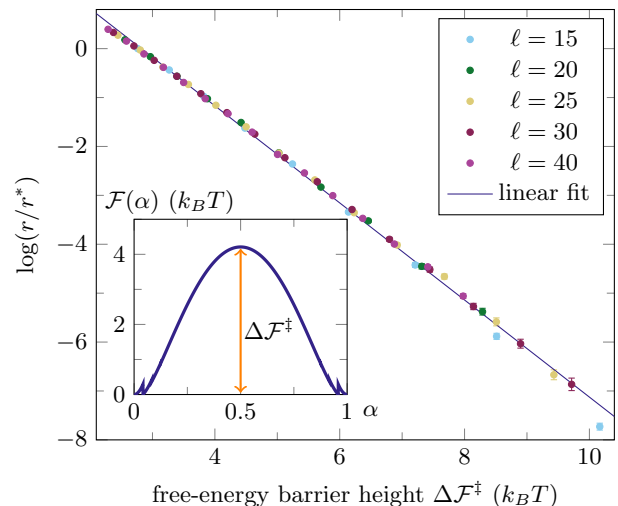 0
−2
−4
−6
−8
log(r/r*)
4
6
8
10
free-energy barrier height Δℱ‡ (k_BT)
ℓ = 15
ℓ = 20
ℓ = 25
ℓ = 30
ℓ = 40
linear fit
ℱ(α) (k_BT)
4
2
0
0
0.5
1
α
Δℱ‡